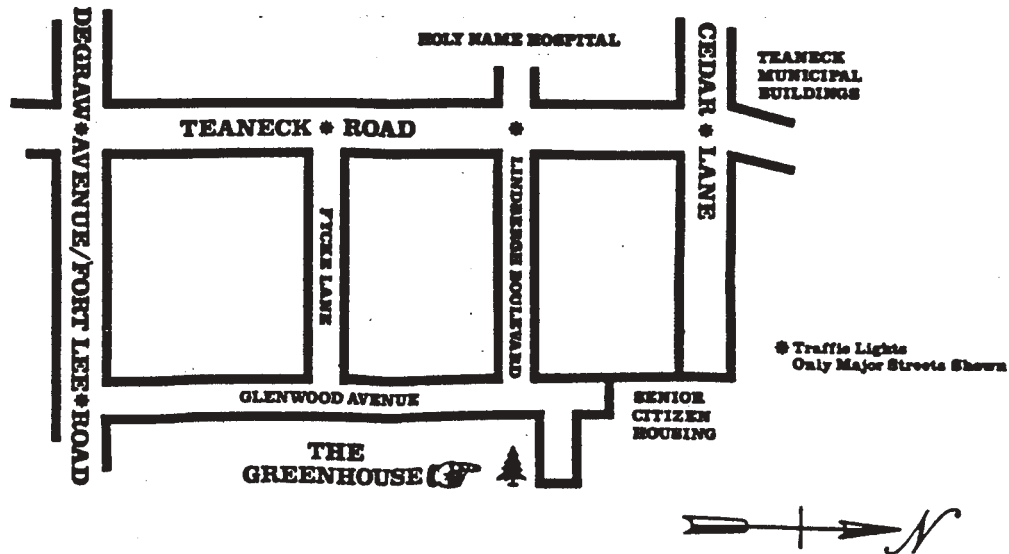 DEGRAW * AVENUE/FORT LEE * ROAD
HOLY NAME HOSPITAL
CEDAR * LANE
TEANECK
MUNICIPAL
BUILDINGS
TEANECK * ROAD
*
FYCKE LANE
LINDBERGH BOULEVARD
* Traffic Lights
Only Major Streets Shown
GLENWOOD AVENUE
SENIOR
CITIZEN
HOUSING
THE
GREENHOUSE
N